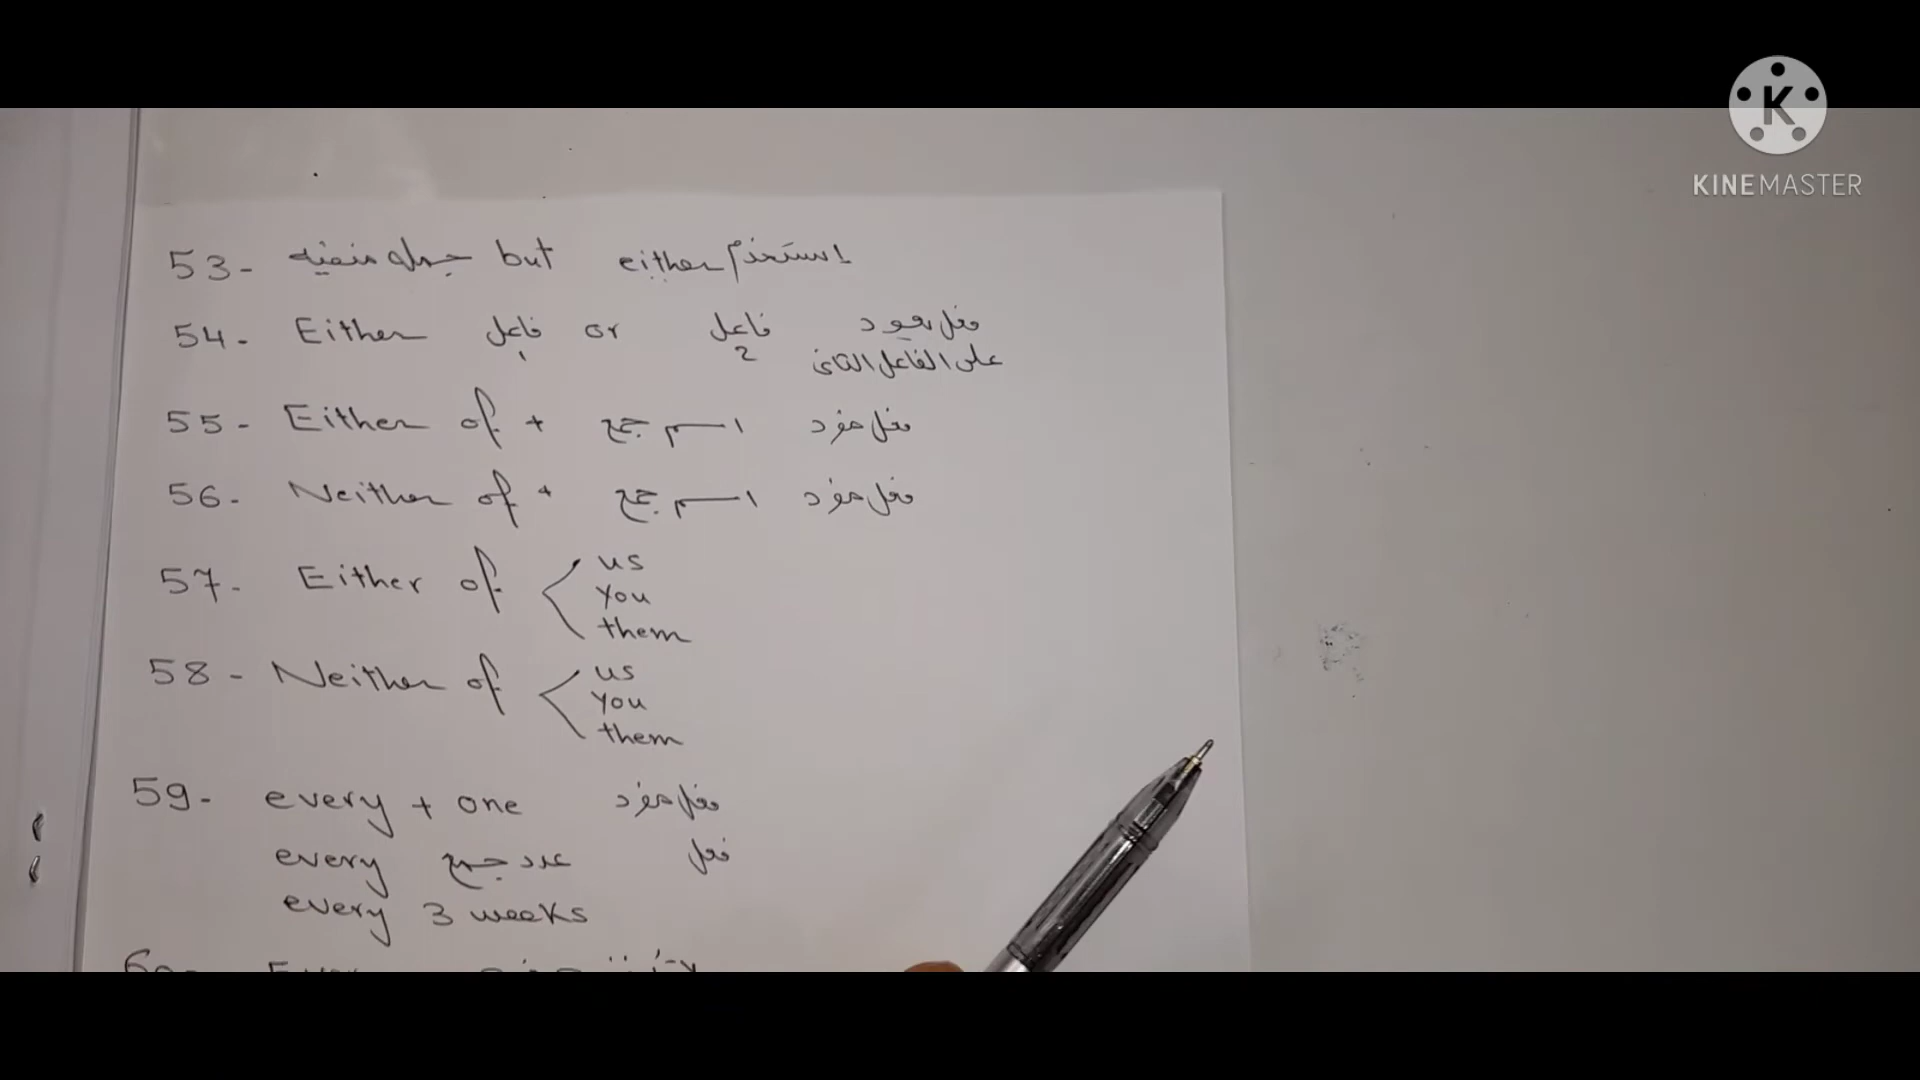 K
KINEMASTER
53- جمله منفيه but either استخدم
54- Either فاعل 1 or فاعل 2 فعل يعود
على الفاعل الثاني
55- Either of + اسم جمع فعل مفرد
56- Neither of + اسم جمع فعل مفرد
57- Either of
us
you
them
58- Neither of
us
you
them
59- every + one فعل مفرد
every عدد جمع فعل
every 3 weeks